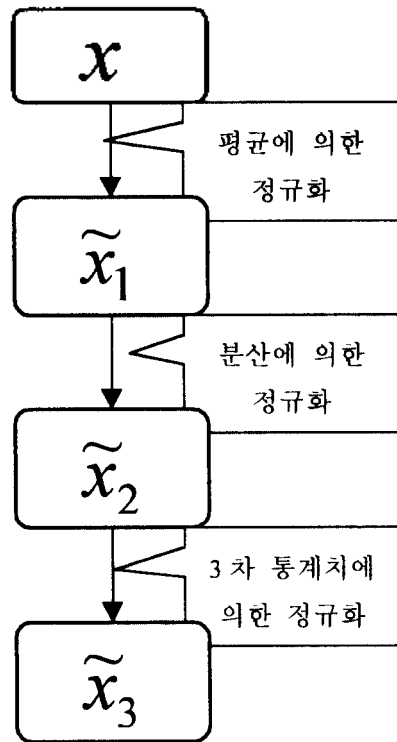 x
평균에 의한
정규화
x̃₁
분산에 의한
정규화
x̃₂
3차 통계치에
의한 정규화
x̃₃